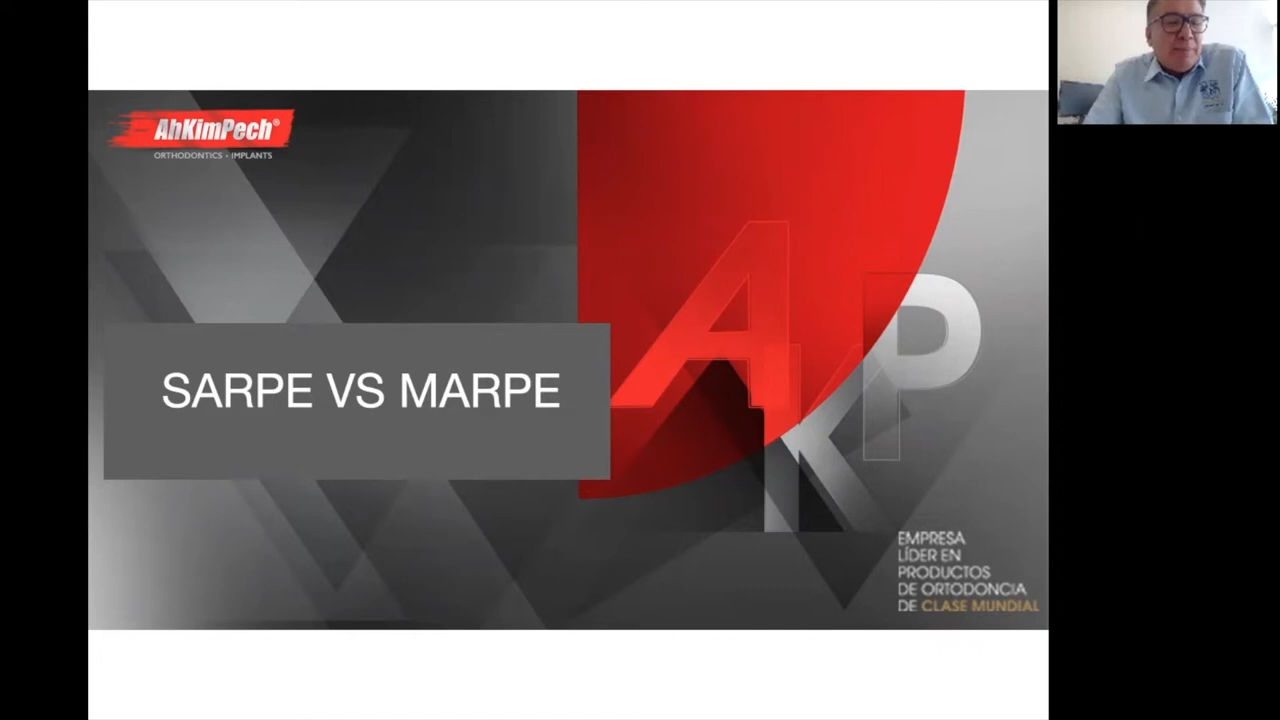 AhKimPech®
ORTHODONTICS • IMPLANTS
SARPE VS MARPE
AKP
EMPRESA
LÍDER EN
PRODUCTOS
DE ORTODONCIA
DE CLASE MUNDIAL